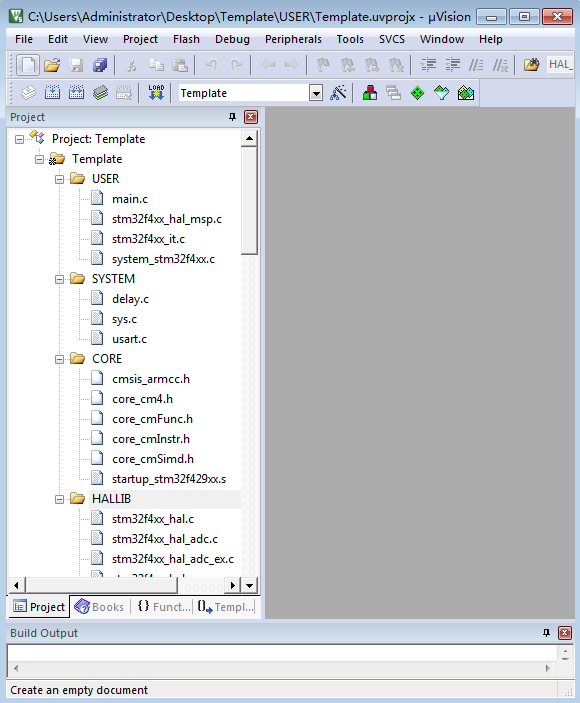 C:\Users\Administrator\Desktop\Template\USER\Template.uvprojx - µVision
File Edit View Project Flash Debug Peripherals Tools SVCS Window Help
HAL_
LOAD Template
Project
Project: Template
Template
USER
main.c
stm32f4xx_hal_msp.c
stm32f4xx_it.c
system_stm32f4xx.c
SYSTEM
delay.c
sys.c
usart.c
CORE
cmsis_armcc.h
core_cm4.h
core_cmFunc.h
core_cmInstr.h
core_cmSimd.h
startup_stm32f429xx.s
HALLIB
stm32f4xx_hal.c
stm32f4xx_hal_adc.c
stm32f4xx_hal_adc_ex.c
Project Books {} Funct... {} Templ...
Build Output
Create an empty document